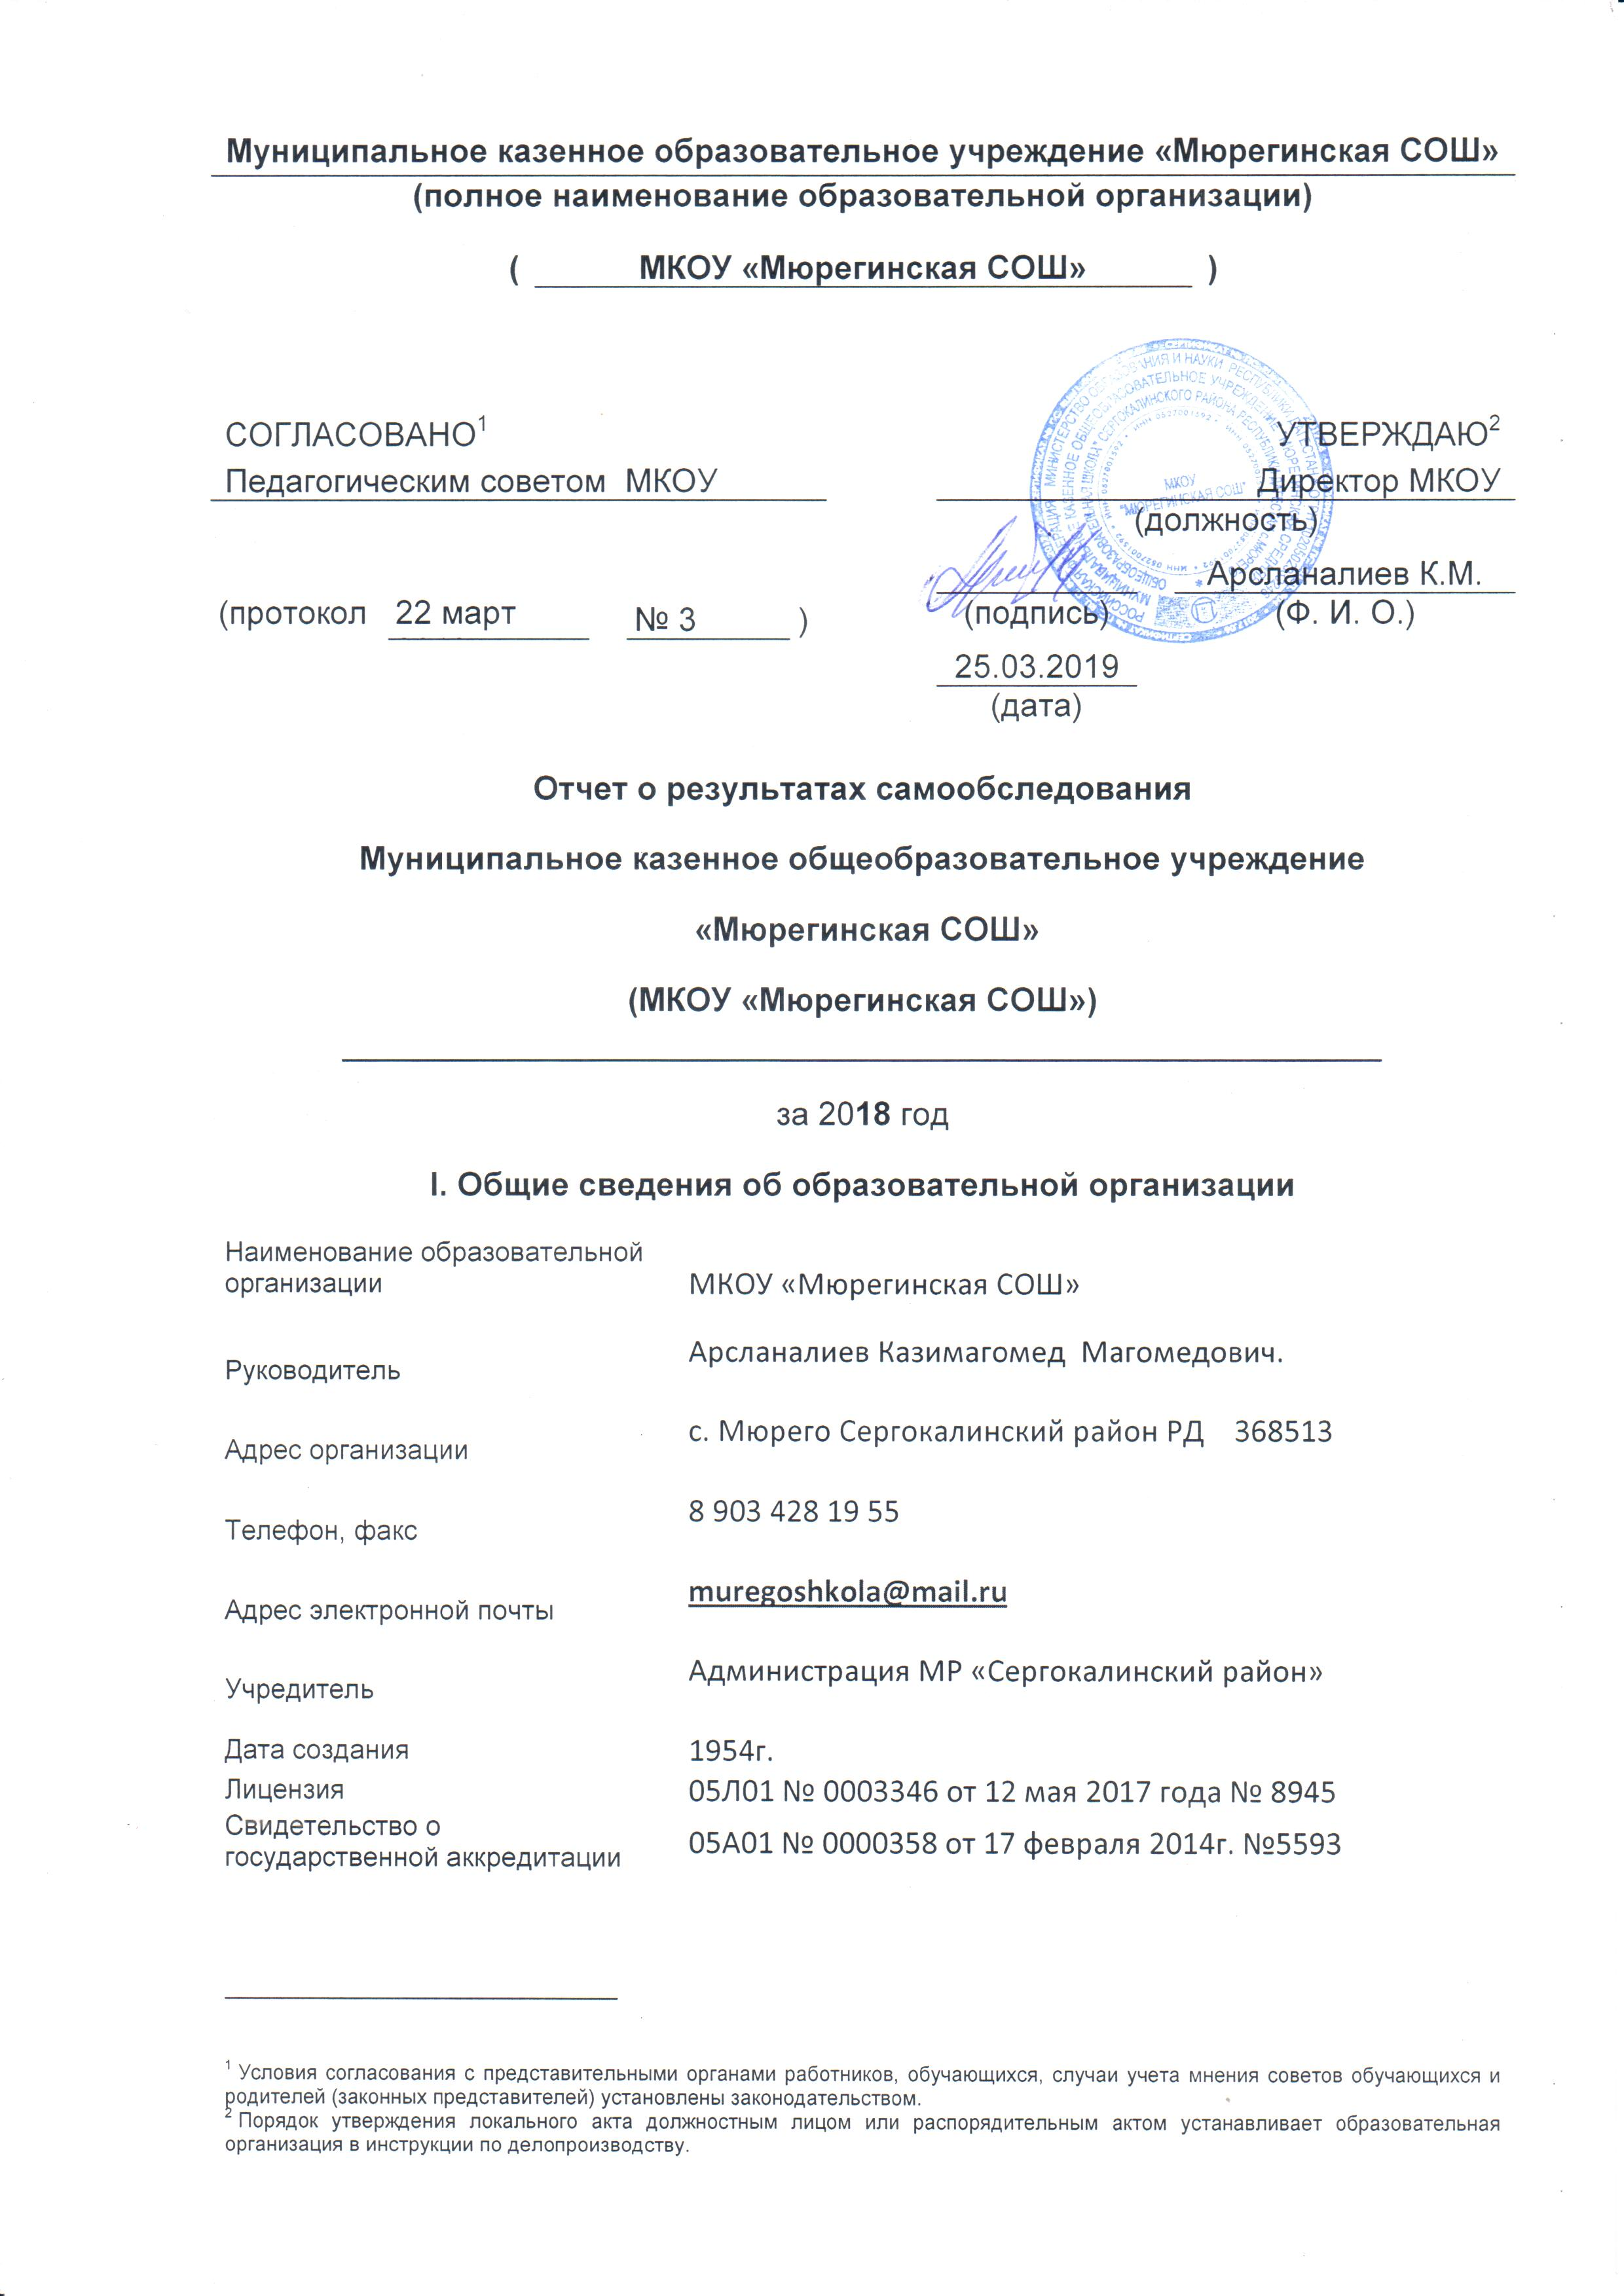 Муниципальное казенное образовательное учреждение «Мюрегинская СОШ»
(полное наименование образовательной организации)
( МКОУ «Мюрегинская СОШ» )
СОГЛАСОВАНО¹
УТВЕРЖДАЮ²
Педагогическим советом МКОУ
Директор МКОУ
(должность)
МКОУ
"МЮРЕГИНСКАЯ СОШ"
Арсланалиев К.М.
(протокол 22 март № 3 )
(подпись) (Ф. И. О.)
25.03.2019
(дата)
Отчет о результатах самообследования
Муниципальное казенное общеобразовательное учреждение
«Мюрегинская СОШ»
(МКОУ «Мюрегинская СОШ»)
за 2018 год
I. Общие сведения об образовательной организации
Наименование образовательной
организации
МКОУ «Мюрегинская СОШ»
Руководитель
Арсланалиев Казимагомед Магомедович.
Адрес организации
с. Мюрего Сергокалинский район РД 368513
Телефон, факс
8 903 428 19 55
Адрес электронной почты
muregoshkola@mail.ru
Учредитель
Администрация МР «Сергокалинский район»
Дата создания
1954г.
Лицензия
05Л01 № 0003346 от 12 мая 2017 года № 8945
Свидетельство о
государственной аккредитации
05А01 № 0000358 от 17 февраля 2014г. №5593
¹ Условия согласования с представительными органами работников, обучающихся, случаи учета мнения советов обучающихся и
родителей (законных представителей) установлены законодательством.
² Порядок утверждения локального акта должностным лицом или распорядительным актом устанавливает образовательная
организация в инструкции по делопроизводству.